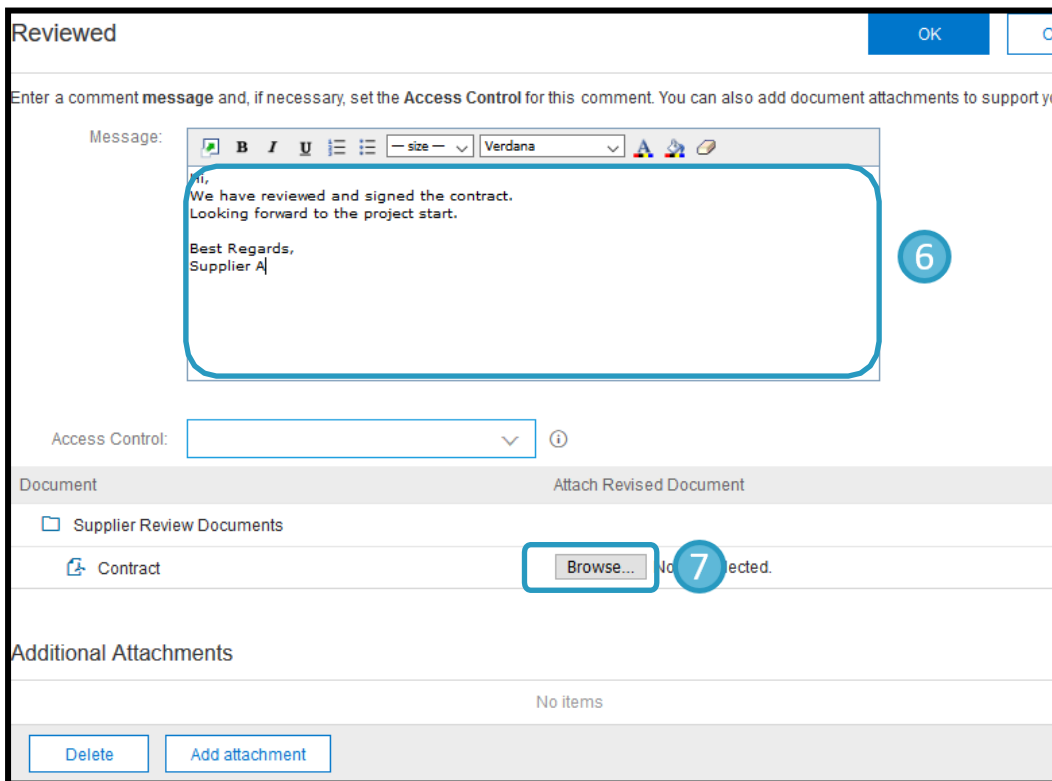 Reviewed
OK
C
Enter a comment message and, if necessary, set the Access Control for this comment. You can also add document attachments to support yo
Message:
B I U — size — Verdana A
Hi,
We have reviewed and signed the contract.
Looking forward to the project start.
Best Regards,
Supplier A
6
Access Control:
Document Attach Revised Document
Supplier Review Documents
Contract Browse... No 7 lected.
Additional Attachments
No items
Delete Add attachment